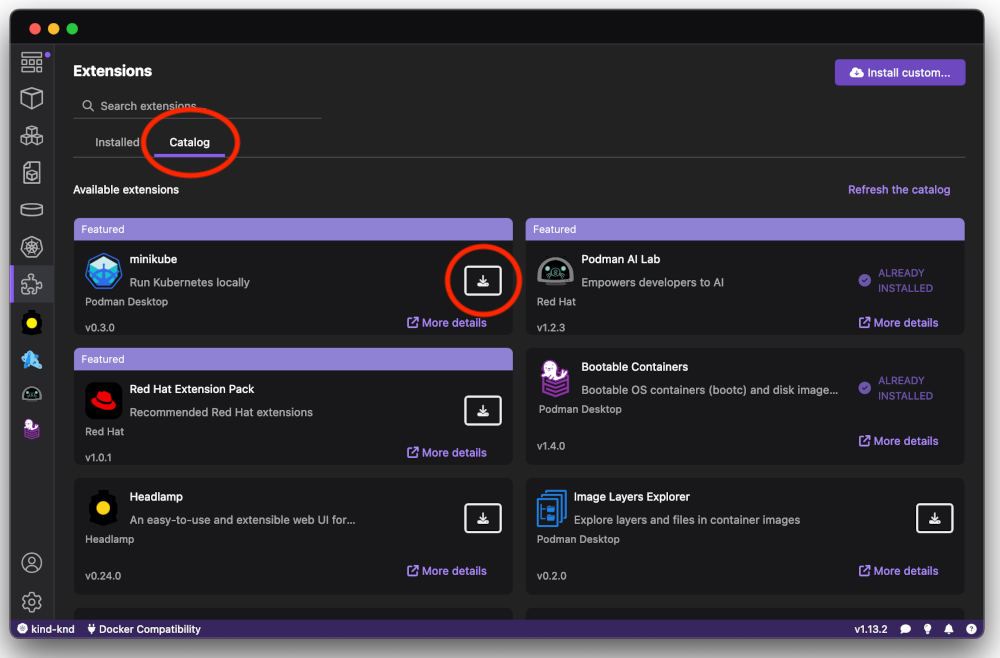 Extensions
Install custom...
Search extensions
Installed
Catalog
Available extensions
Refresh the catalog
Featured
minikube
Run Kubernetes locally
Podman Desktop
v0.3.0
More details
Featured
Podman AI Lab
Empowers developers to AI
Red Hat
ALREADY
INSTALLED
v1.2.3
More details
Featured
Red Hat Extension Pack
Recommended Red Hat extensions
Red Hat
v1.0.1
More details
Bootable Containers
Bootable OS containers (bootc) and disk image...
Podman Desktop
ALREADY
INSTALLED
v1.4.0
More details
Headlamp
An easy-to-use and extensible web UI for...
Headlamp
v0.24.0
More details
Image Layers Explorer
Explore layers and files in container images
Podman Desktop
v0.2.0
More details
kind-knd
Docker Compatibility
v1.13.2